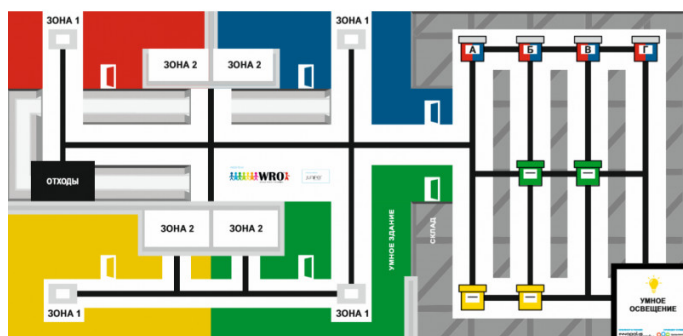 ЗОНА 1
ЗОНА 1
ЗОНА 2
ЗОНА 2
А
Б
В
Г
ОТХОДЫ
WRO
ЗОНА 2
ЗОНА 2
УМНОЕ ЗДАНИЕ
СКЛАД
ЗОНА 1
ЗОНА 1
УМНОЕ
ОСВЕЩЕНИЕ